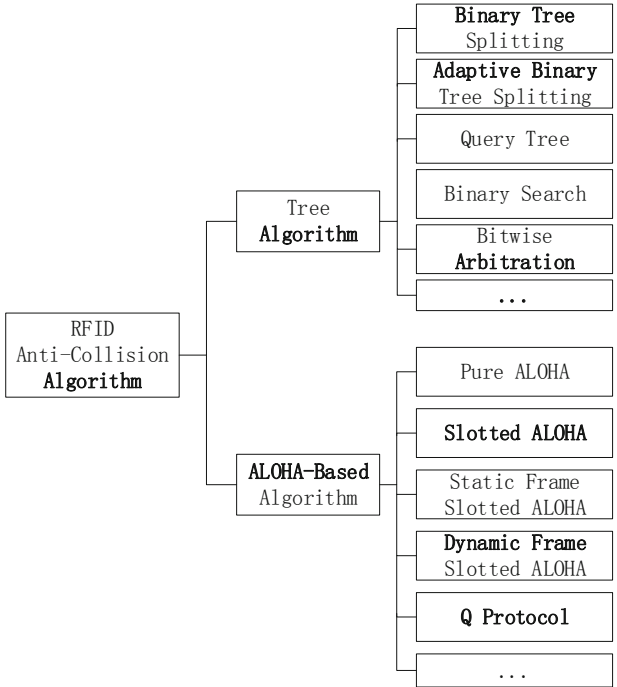 Binary Tree
Splitting
Adaptive Binary
Tree Splitting
Query Tree
Binary Search
Tree
Algorithm
Bitwise
Arbitration
...
RFID
Anti-Collision
Algorithm
Pure ALOHA
Slotted ALOHA
ALOHA-Based
Algorithm
Static Frame
Slotted ALOHA
Dynamic Frame
Slotted ALOHA
Q Protocol
...